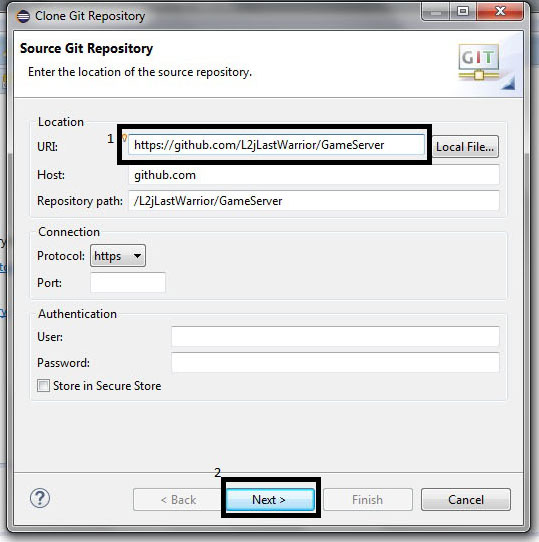 Clone Git Repository
Source Git Repository
Enter the location of the source repository.
GIT
Location
1
URI: https://github.com/L2jLastWarrior/GameServer Local File...
Host: github.com
Repository path: /L2jLastWarrior/GameServer
Connection
Protocol: https
Port:
Authentication
User:
Password:
Store in Secure Store
2
? < Back Next > Finish Cancel